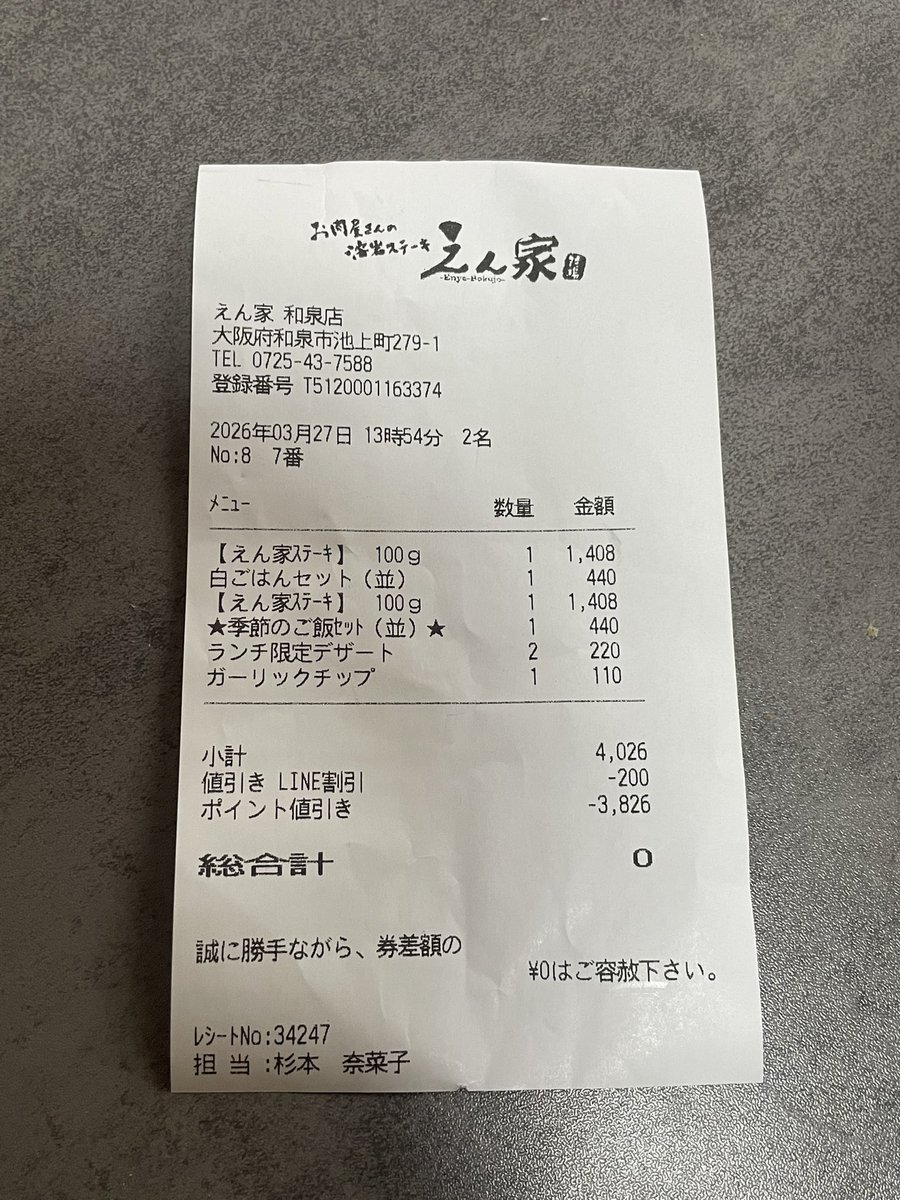 お肉屋さんの
溶岩ステーキ
えん家
-Enya-Hokujo-
えん家 和泉店
大阪府和泉市池上町279-1
TEL 0725-43-7588
登録番号 T5120001163374
2026年03月27日 13時54分 2名
No:8 7番
ﾒﾆｭｰ 数量 金額
【えん家ｽﾃｰｷ】 100g 1 1,408
白ごはんセット(並) 1 440
【えん家ｽﾃｰｷ】 100g 1 1,408
★季節のご飯ｾｯﾄ(並)★ 1 440
ランチ限定デザート 2 220
ガーリックチップ 1 110
小計 4,026
値引き LINE割引 -200
ポイント値引き -3,826
総合計 0
誠に勝手ながら、券差額の
¥0はご容赦下さい。
ﾚｼｰﾄNo:34247
担 当 :杉本 奈菜子